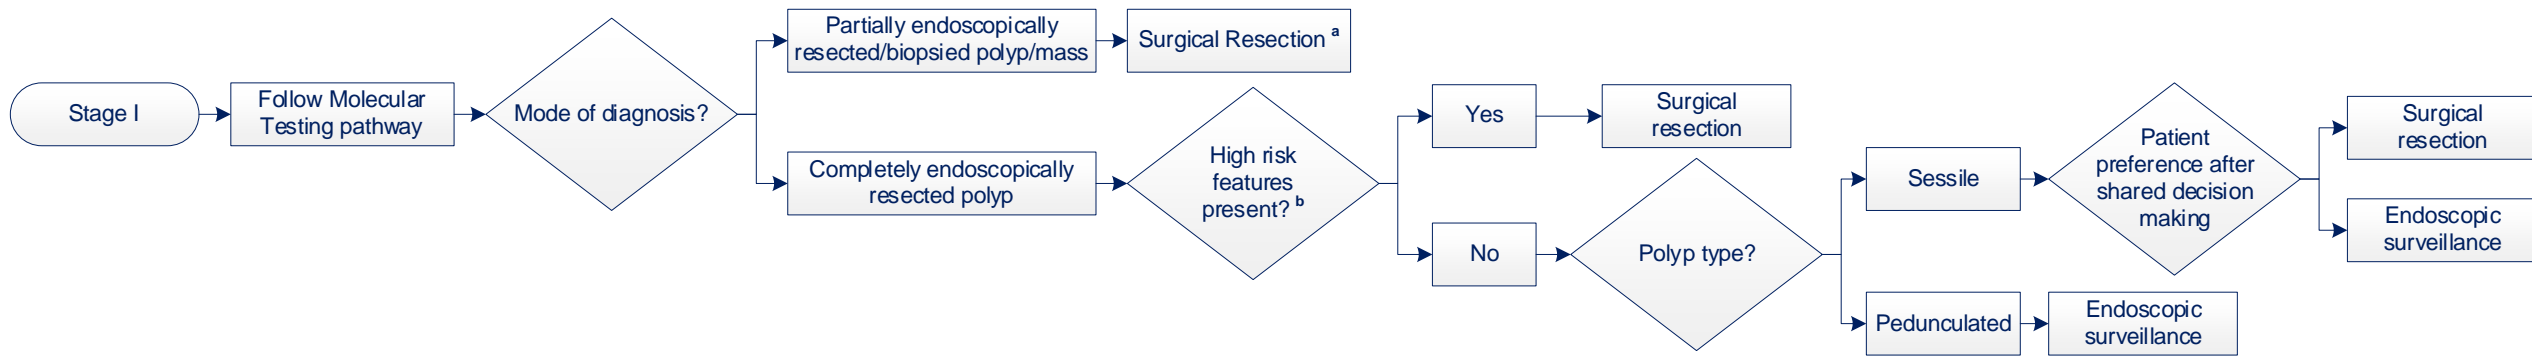 Stage I
Follow Molecular
Testing pathway
Mode of diagnosis?
Partially endoscopically
resected/biopsied polyp/mass
Surgical Resection a
Completely endoscopically
resected polyp
High risk
features
present? b
Yes
Surgical
resection
No
Polyp type?
Sessile
Patient
preference after
shared decision
making
Surgical
resection
Endoscopic
surveillance
Pedunculated
Endoscopic
surveillance